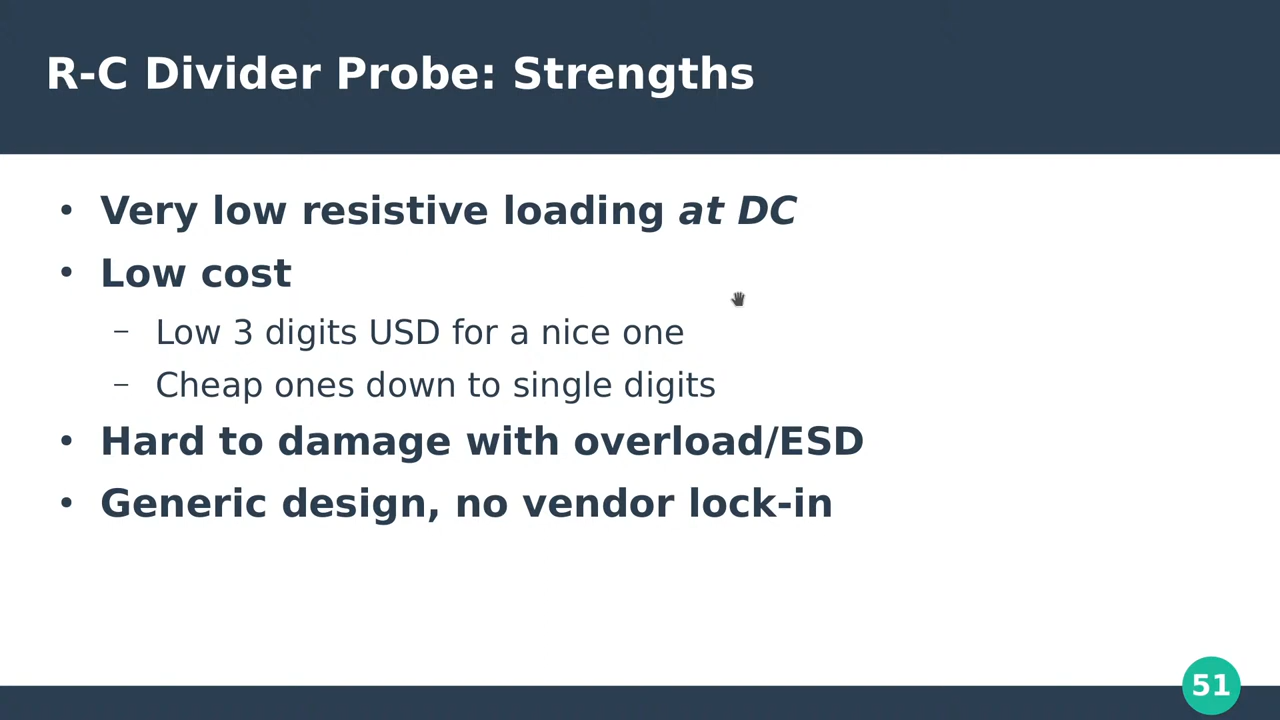 R-C Divider Probe: Strengths
• Very low resistive loading at DC
• Low cost
– Low 3 digits USD for a nice one
– Cheap ones down to single digits
• Hard to damage with overload/ESD
• Generic design, no vendor lock-in
51